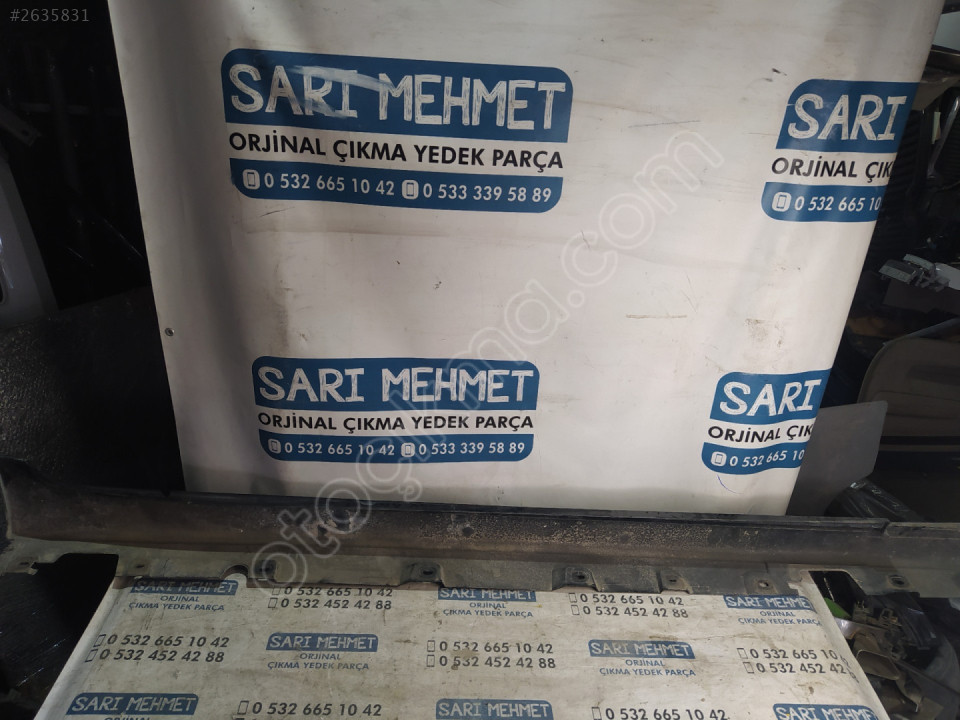 #2635831
SARI MEHMET
ORJİNAL ÇIKMA YEDEK PARÇA
0 532 665 10 42 0 533 339 58 89
SARI
ORJİNAL ÇIK
0 532 665 10
otocikma.com
SARI MEHMET
ORJİNAL ÇIKMA YEDEK PARÇA
0 532 665 10 42 0 533 339 58 89
SARI
ORJİNAL ÇIK
0 532 665 10
SARI MEHMET
ORJİNAL
ÇIKMA YEDEK PARÇA
0 532 665 10 42
0 532 452 42 88
SARI MEHMET
ORJİNAL
ÇIKMA YEDEK PARÇA
0 532 665 10 42
0 532 452 42 88
SARI MEHMET
ORJİNAL
ÇIKMA YEDEK PARÇA
0 532 665 10 42
0 532 452 42 88
SARI MEHMET
ORJİNAL
ÇIKMA YEDEK PARÇA
0 532 665 10 42
0 532 452 42 88
SARI MEHMET
ORJİNAL
ÇIKMA YEDEK PARÇA
0 532 665 10 42
0 532 452 42
SARI MEHMET
0 532 665 10 42
SARI MEHMET
0 532 665 10 42
SARI MEHMET